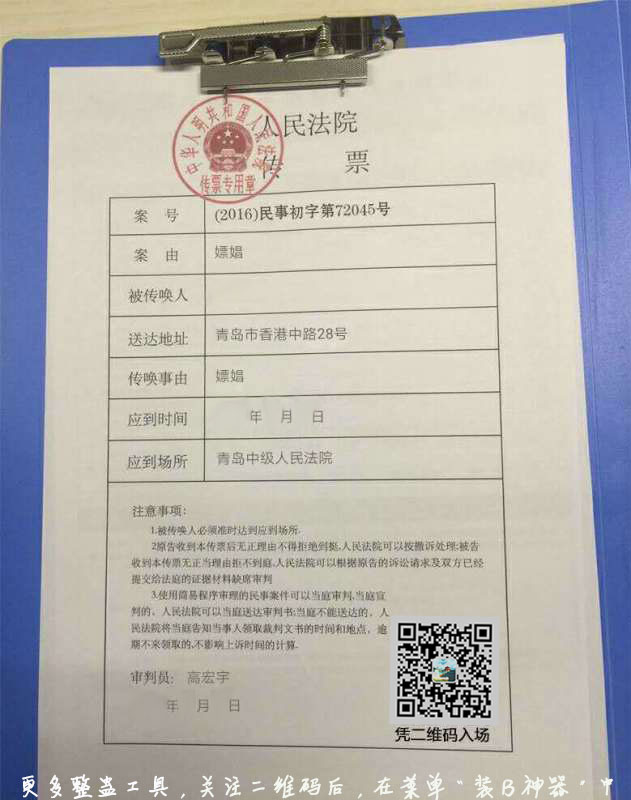 中华人民共和国人民法院
传票专用章
人民法院
传 票
案 号 (2016)民事初字第72045号
案 由 嫖娼
被传唤人
送达地址 青岛市香港中路28号
传唤事由 嫖娼
应到时间 年 月 日
应到场所 青岛中级人民法院
注意事项:
1.被传唤人必须准时达到应到场所.
2原告收到本传票后无正理由不得拒绝到挺,人民法院可以按撤诉处理;被告
收到本传票无正当理由拒不到庭,人民法院可以根据原告的诉讼请求及双方已经
提交给法庭的证据材料缺席审判
3.使用简易程序审理的民事案件可以当庭审判,当庭宣
判的、人民法院可以当庭送达审判书;当庭不能送达的、人
民法院将当庭告知当事人领取裁判文书的时间和地点，逾
期不来领取的,不影响上诉时间的计算.
审判员: 高宏宇
年 月 日
凭二维码入场
更多整蛊工具，关注二维码后，在菜单“装B神器”中